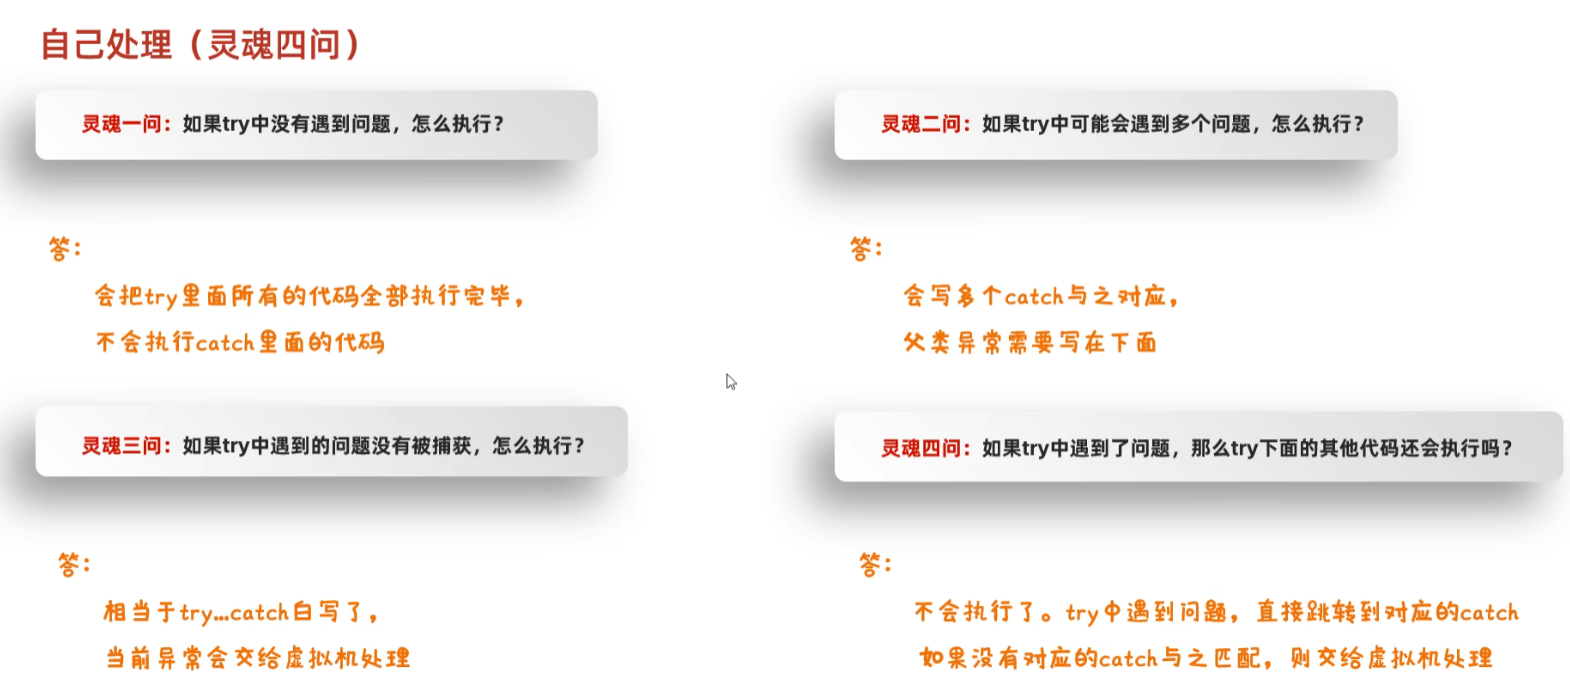 自己处理（灵魂四问）
灵魂一问：如果try中没有遇到问题，怎么执行？
答：
会把try里面所有的代码全部执行完毕，
不会执行catch里面的代码
灵魂二问：如果try中可能会遇到多个问题，怎么执行？
答：
会写多个catch与之对应，
父类异常需要写在下面
灵魂三问：如果try中遇到的问题没有被捕获，怎么执行？
答：
相当于try...catch白写了，
当前异常会交给虚拟机处理
灵魂四问：如果try中遇到了问题，那么try下面的其他代码还会执行吗？
答：
不会执行了。try中遇到问题，直接跳转到对应的catch
如果没有对应的catch与之匹配，则交给虚拟机处理